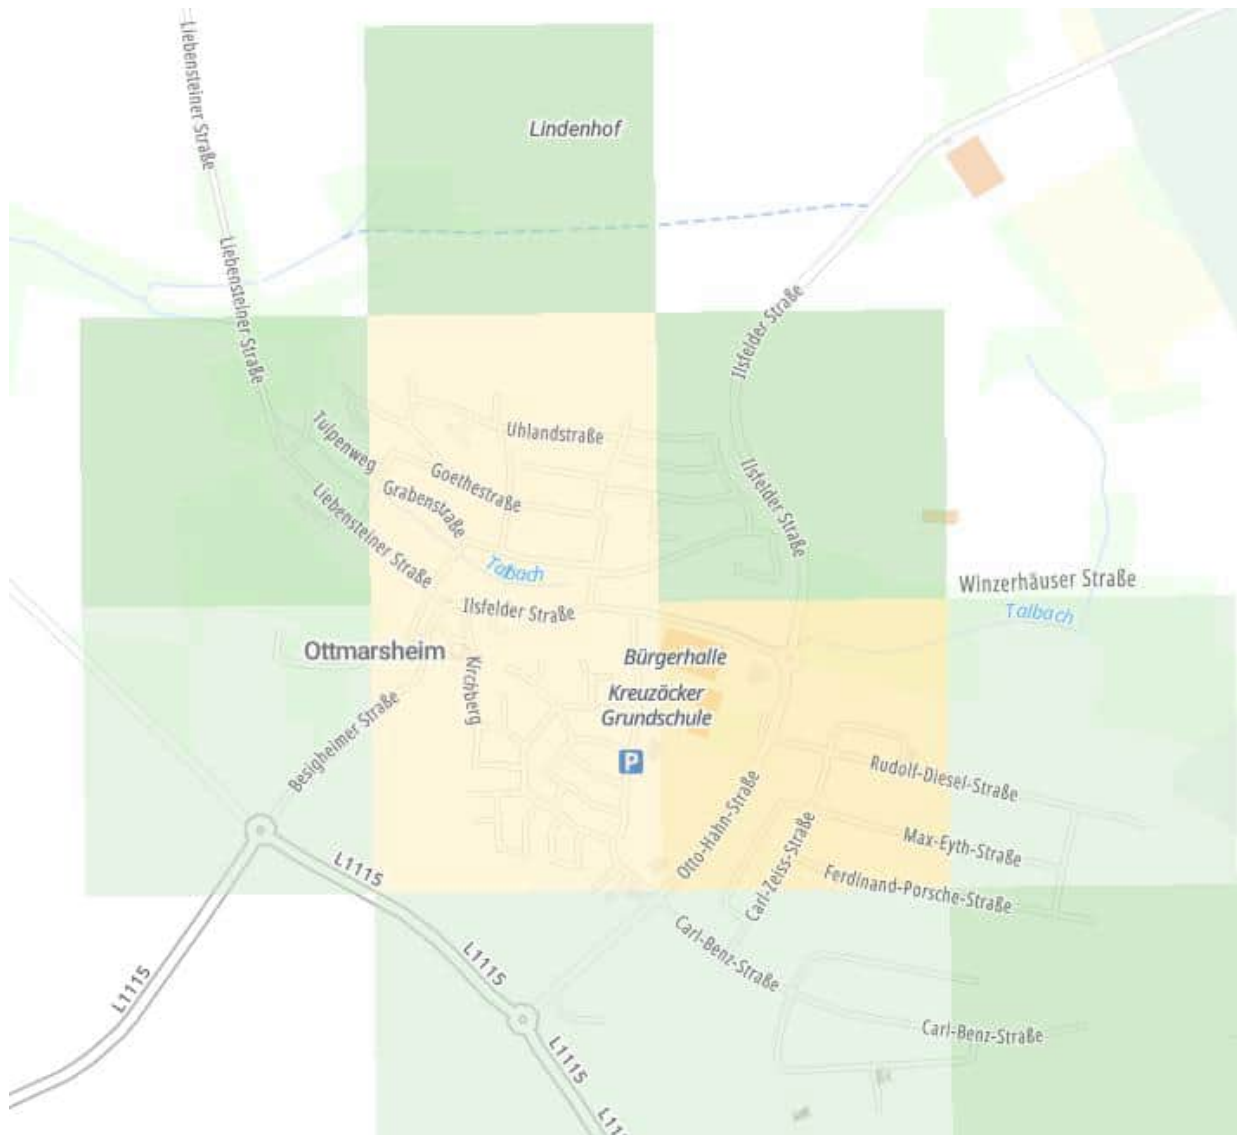 Liebensteiner Straße
Lindenhof
Liebensteiner Straße
Ilsfelder Straße
Tulpenweg
Uhlandstraße
Goethestraße
Grabenstraße
Ilsfelder Straße
Liebensteiner Straße
Talbach
Winzerhäuser Straße
Ilsfelder Straße
Talbach
Ottmarsheim
Bürgerhalle
Kirchberg
Kreuzäcker
Grundschule
Besigheimer Straße
P
Rudolf-Diesel-Straße
Otto-Hahn-Straße
Max-Eyth-Straße
Carl-Zeiss-Straße
L1115
Ferdinand-Porsche-Straße
Carl-Benz-Straße
L1115
L1115
Carl-Benz-Straße
L1115